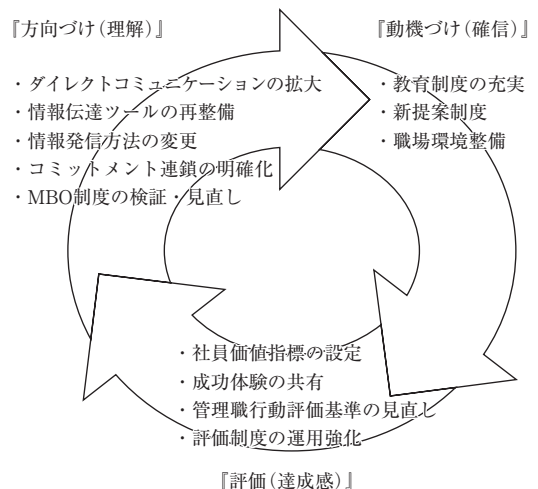 『方向づけ(理解)』
・ダイレクトコミュニケーションの拡大
・情報伝達ツールの再整備
・情報発信方法の変更
・コミットメント連鎖の明確化
・MBO制度の検証・見直し
『動機づけ(確信)』
・教育制度の充実
・新提案制度
・職場環境整備
・社員価値指標の設定
・成功体験の共有
・管理職行動評価基準の見直し
・評価制度の運用強化
『評価(達成感)』